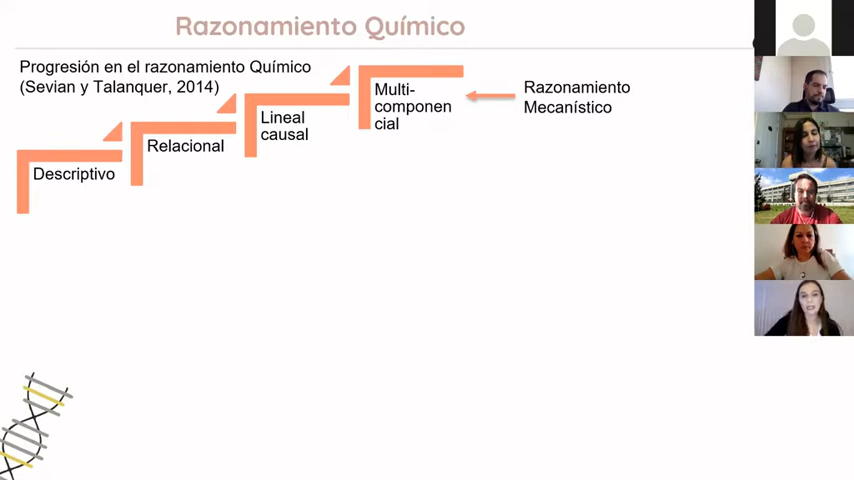 Razonamiento Químico
Progresión en el razonamiento Químico
(Sevian y Talanquer, 2014)
Descriptivo
Relacional
Lineal
causal
Multi-
componen
cial
Razonamiento
Mecanístico